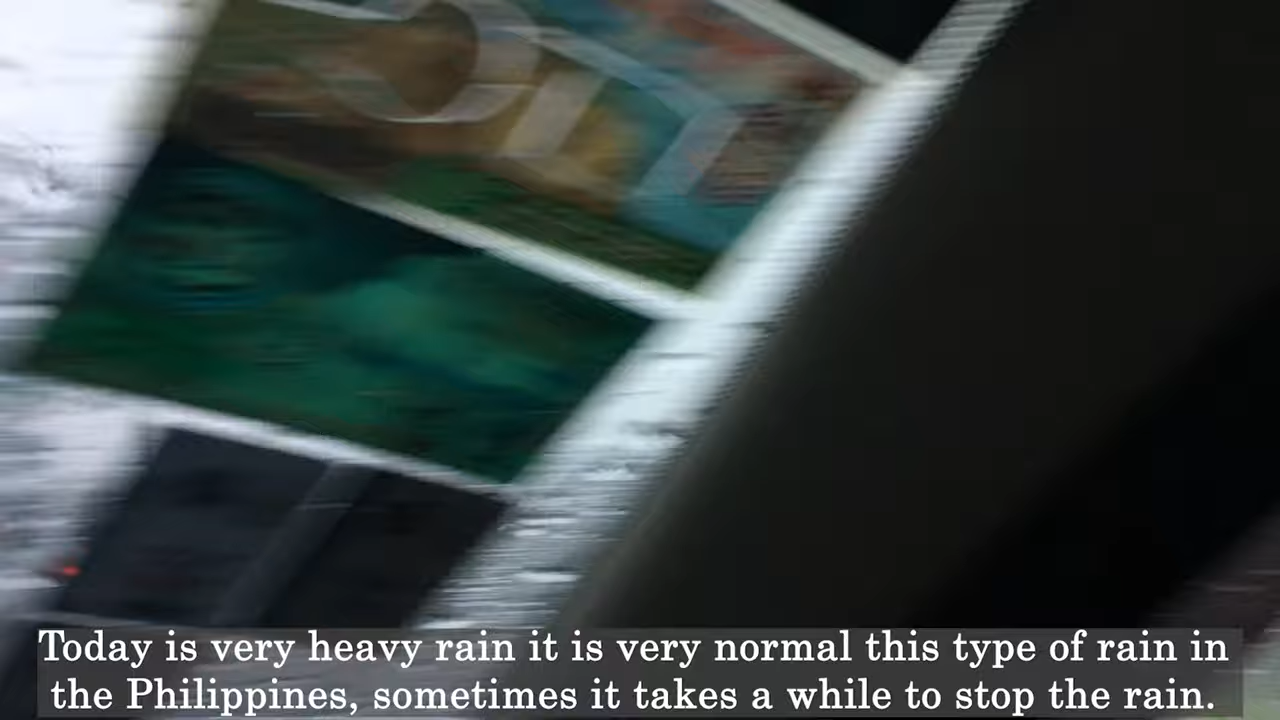 Today is very heavy rain it is very normal this type of rain in
the Philippines, sometimes it takes a while to stop the rain.